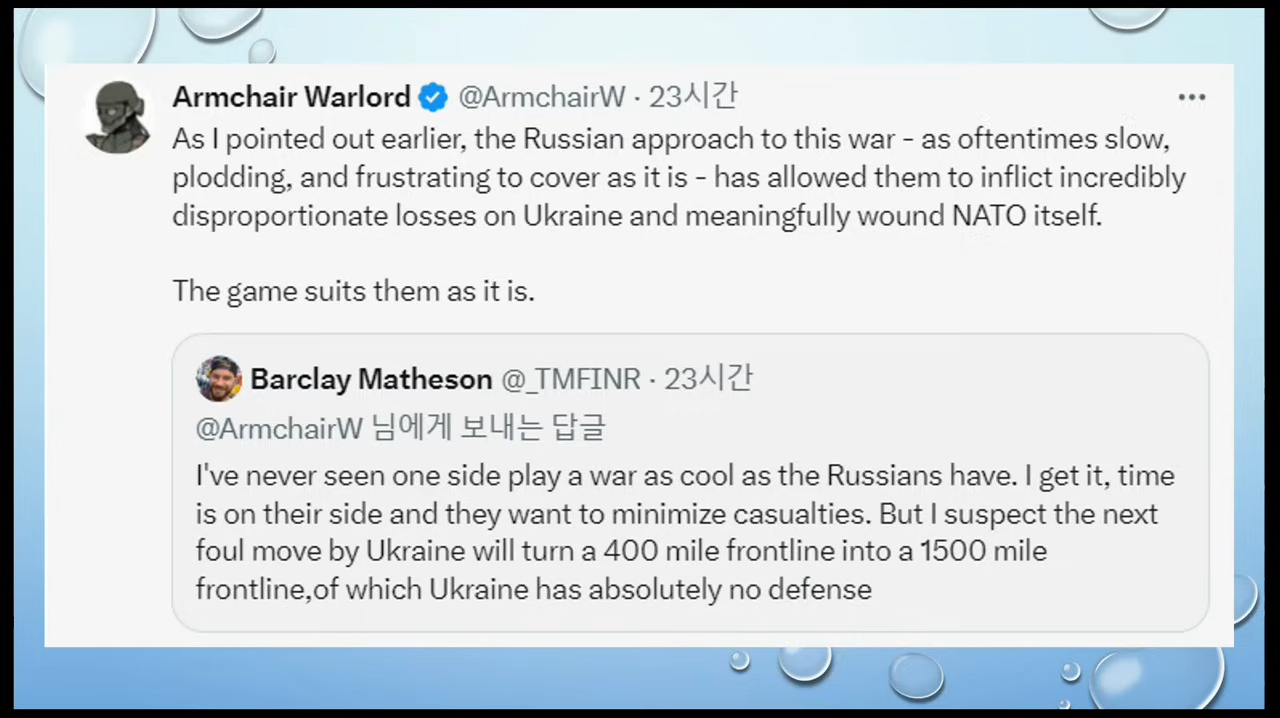 Armchair Warlord @ArmchairW · 23시간
As I pointed out earlier, the Russian approach to this war - as oftentimes slow,
plodding, and frustrating to cover as it is - has allowed them to inflict incredibly
disproportionate losses on Ukraine and meaningfully wound NATO itself.
The game suits them as it is.
Barclay Matheson @_TMFINR · 23시간
@ArmchairW 님에게 보내는 답글
I've never seen one side play a war as cool as the Russians have. I get it, time
is on their side and they want to minimize casualties. But I suspect the next
foul move by Ukraine will turn a 400 mile frontline into a 1500 mile
frontline,of which Ukraine has absolutely no defense